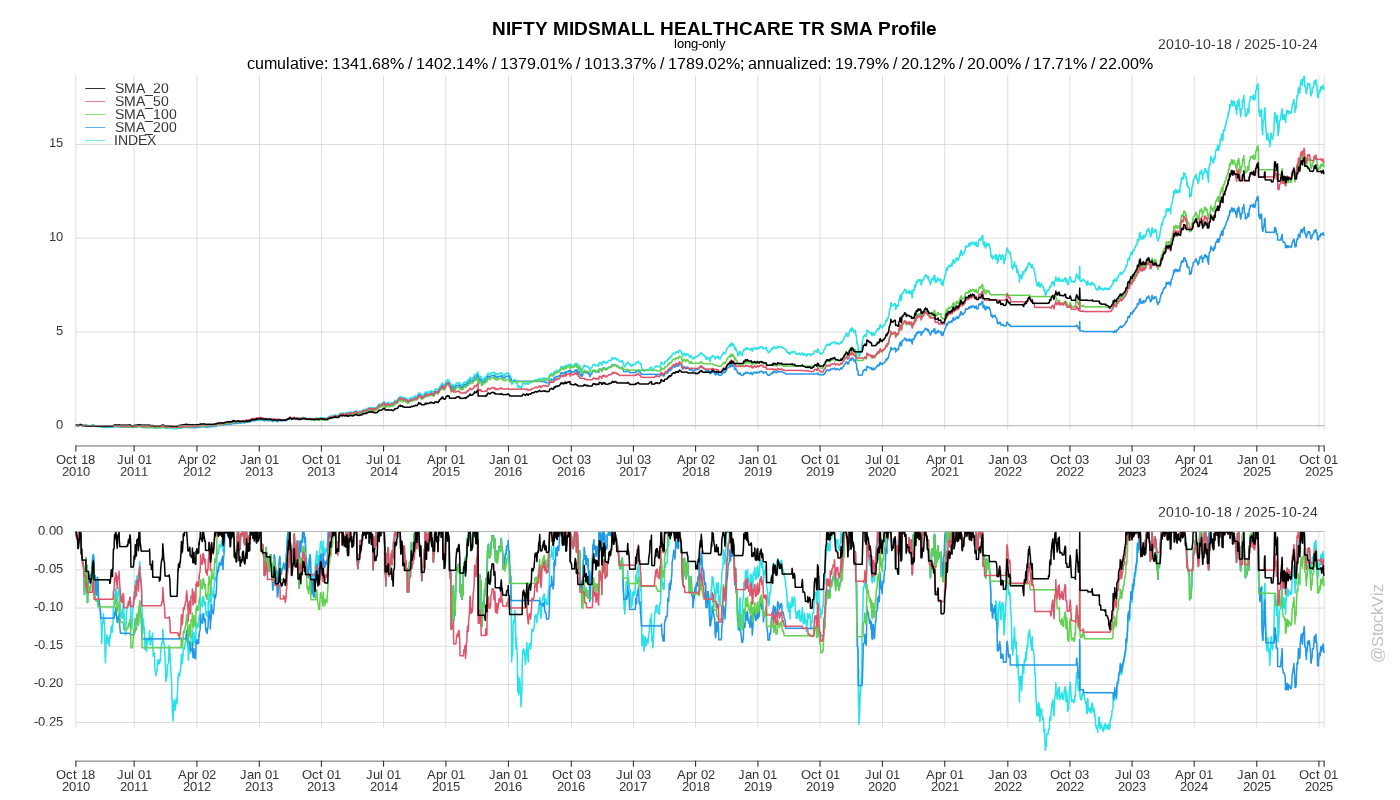 NIFTY MIDSMALL HEALTHCARE TR SMA Profile
long-only
2010-10-18 / 2025-10-24
cumulative: 1341.68% / 1402.14% / 1379.01% / 1013.37% / 1789.02%; annualized: 19.79% / 20.12% / 20.00% / 17.71% / 22.00%
SMA_20
SMA_50
SMA_100
SMA_200
INDEX
15
10
5
0
Oct 18 Jul 01 Apr 02 Jan 01 Oct 01 Jul 01 Apr 01 Jan 01 Oct 03 Jul 03 Apr 02 Jan 01 Oct 01 Jul 01 Apr 01 Jan 03 Oct 03 Jul 03 Apr 01 Jan 01 Oct 01
2010 2011 2012 2013 2013 2014 2015 2016 2016 2017 2018 2019 2019 2020 2021 2022 2022 2023 2024 2025 2025
2010-10-18 / 2025-10-24
0.00
-0.05
-0.10
-0.15
-0.20
-0.25
Oct 18 Jul 01 Apr 02 Jan 01 Oct 01 Jul 01 Apr 01 Jan 01 Oct 03 Jul 03 Apr 02 Jan 01 Oct 01 Jul 01 Apr 01 Jan 03 Oct 03 Jul 03 Apr 01 Jan 01 Oct 01
2010 2011 2012 2013 2013 2014 2015 2016 2016 2017 2018 2019 2019 2020 2021 2022 2022 2023 2024 2025 2025
@StockViz